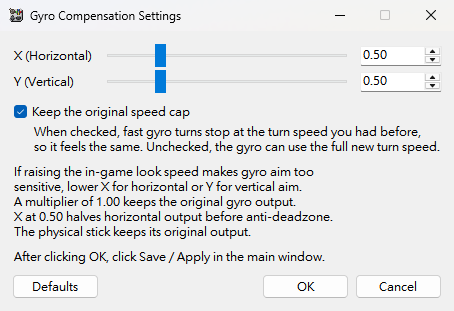 Gyro Compensation Settings
X (Horizontal) 0.50
Y (Vertical) 0.50
Keep the original speed cap
When checked, fast gyro turns stop at the turn speed you had before,
so it feels the same. Unchecked, the gyro can use the full new turn speed.
If raising the in-game look speed makes gyro aim too
sensitive, lower X for horizontal or Y for vertical aim.
A multiplier of 1.00 keeps the original gyro output.
X at 0.50 halves horizontal output before anti-deadzone.
The physical stick keeps its original output.
After clicking OK, click Save / Apply in the main window.
Defaults OK Cancel